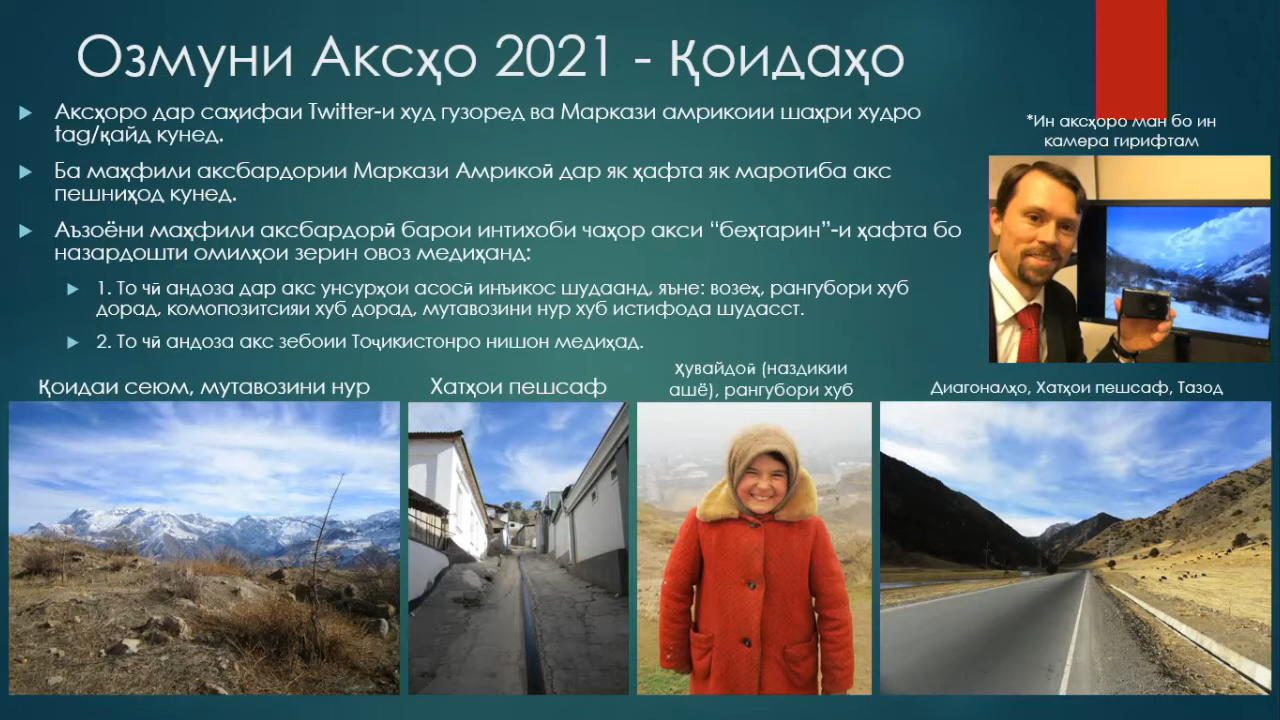 Озмуни Аксҳо 2021 - Қоидаҳо
Аксҳоро дар саҳифаи Twitter-и худ гузоред ва Маркази амрикоии шаҳри худро
tag/қайд кунед.
Ба маҳфили аксбардории Маркази Амрикоӣ дар як ҳафта як маротиба акс
пешниҳод кунед.
Аъзоёни маҳфили аксбардорӣ барои интихоби чаҳор акси “беҳтарин”-и ҳафта бо
назардошти омилҳои зерин овоз медиҳанд:
1. То чӣ андоза дар акс унсурҳои асосӣ инъикос шудаанд, яъне: возеҳ, рангубори хуб
дорад, комопозитсияи хуб дорад, мутавозини нур хуб истифода шудасст.
2. То чӣ андоза акс зебоии Тоҷикистонро нишон медиҳад.
*Ин аксҳоро ман бо ин
камера гирифтам
Қоидаи сеюм, мутавозини нур
Хатҳои пешсаф
Ҳувайдоӣ (наздикии
ашё), рангубори хуб
Диагоналҳо, Хатҳои пешсаф, Тазод